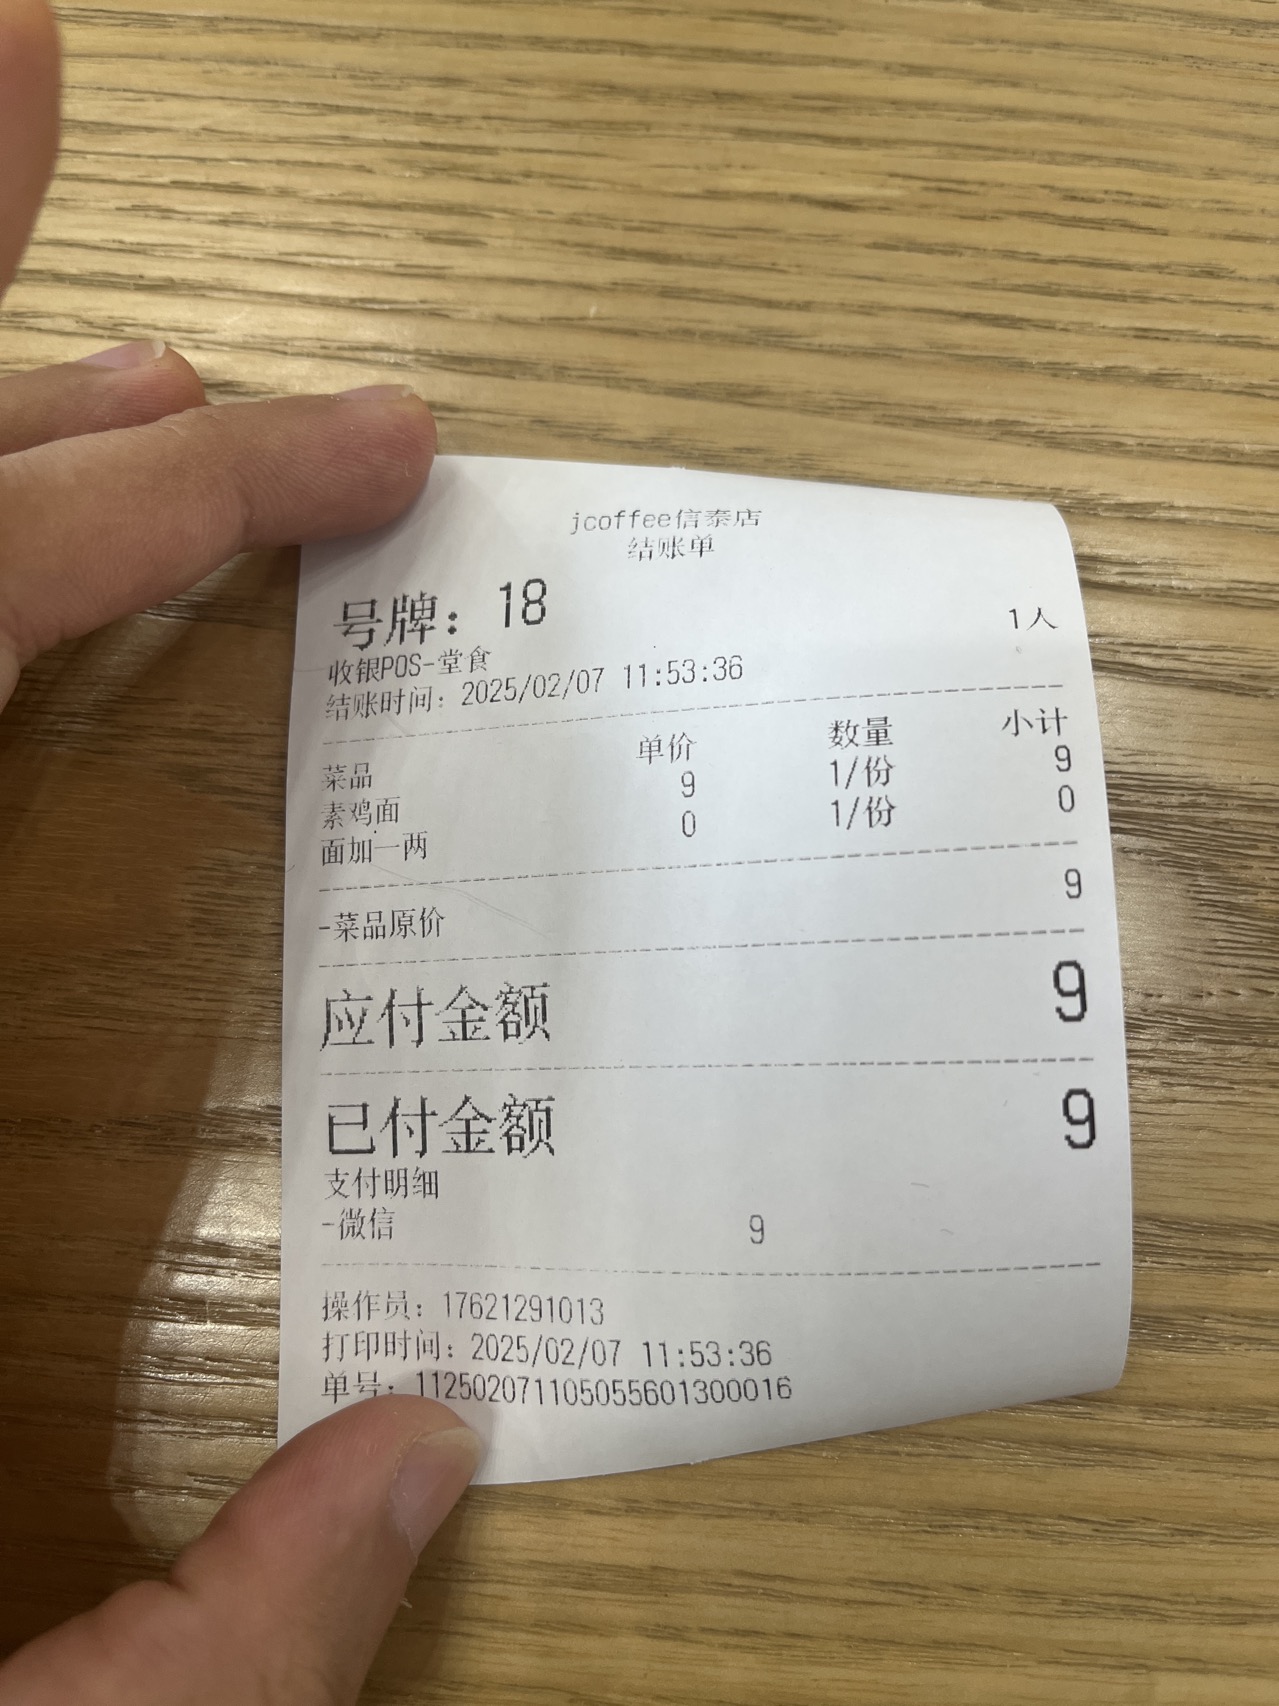 jcoffee信泰店
结账单
号牌： 18 1人
收银POS-堂食
结账时间：2025/02/07 11:53:36
菜品 单价 数量 小计
素鸡面 9 1/份 9
面加一两 0 1/份 0
-菜品原价 9
应付金额 9
已付金额 9
支付明细
-微信 9
操作员：17621291013
打印时间：2025/02/07 11:53:36
单号：112502071105055601300016